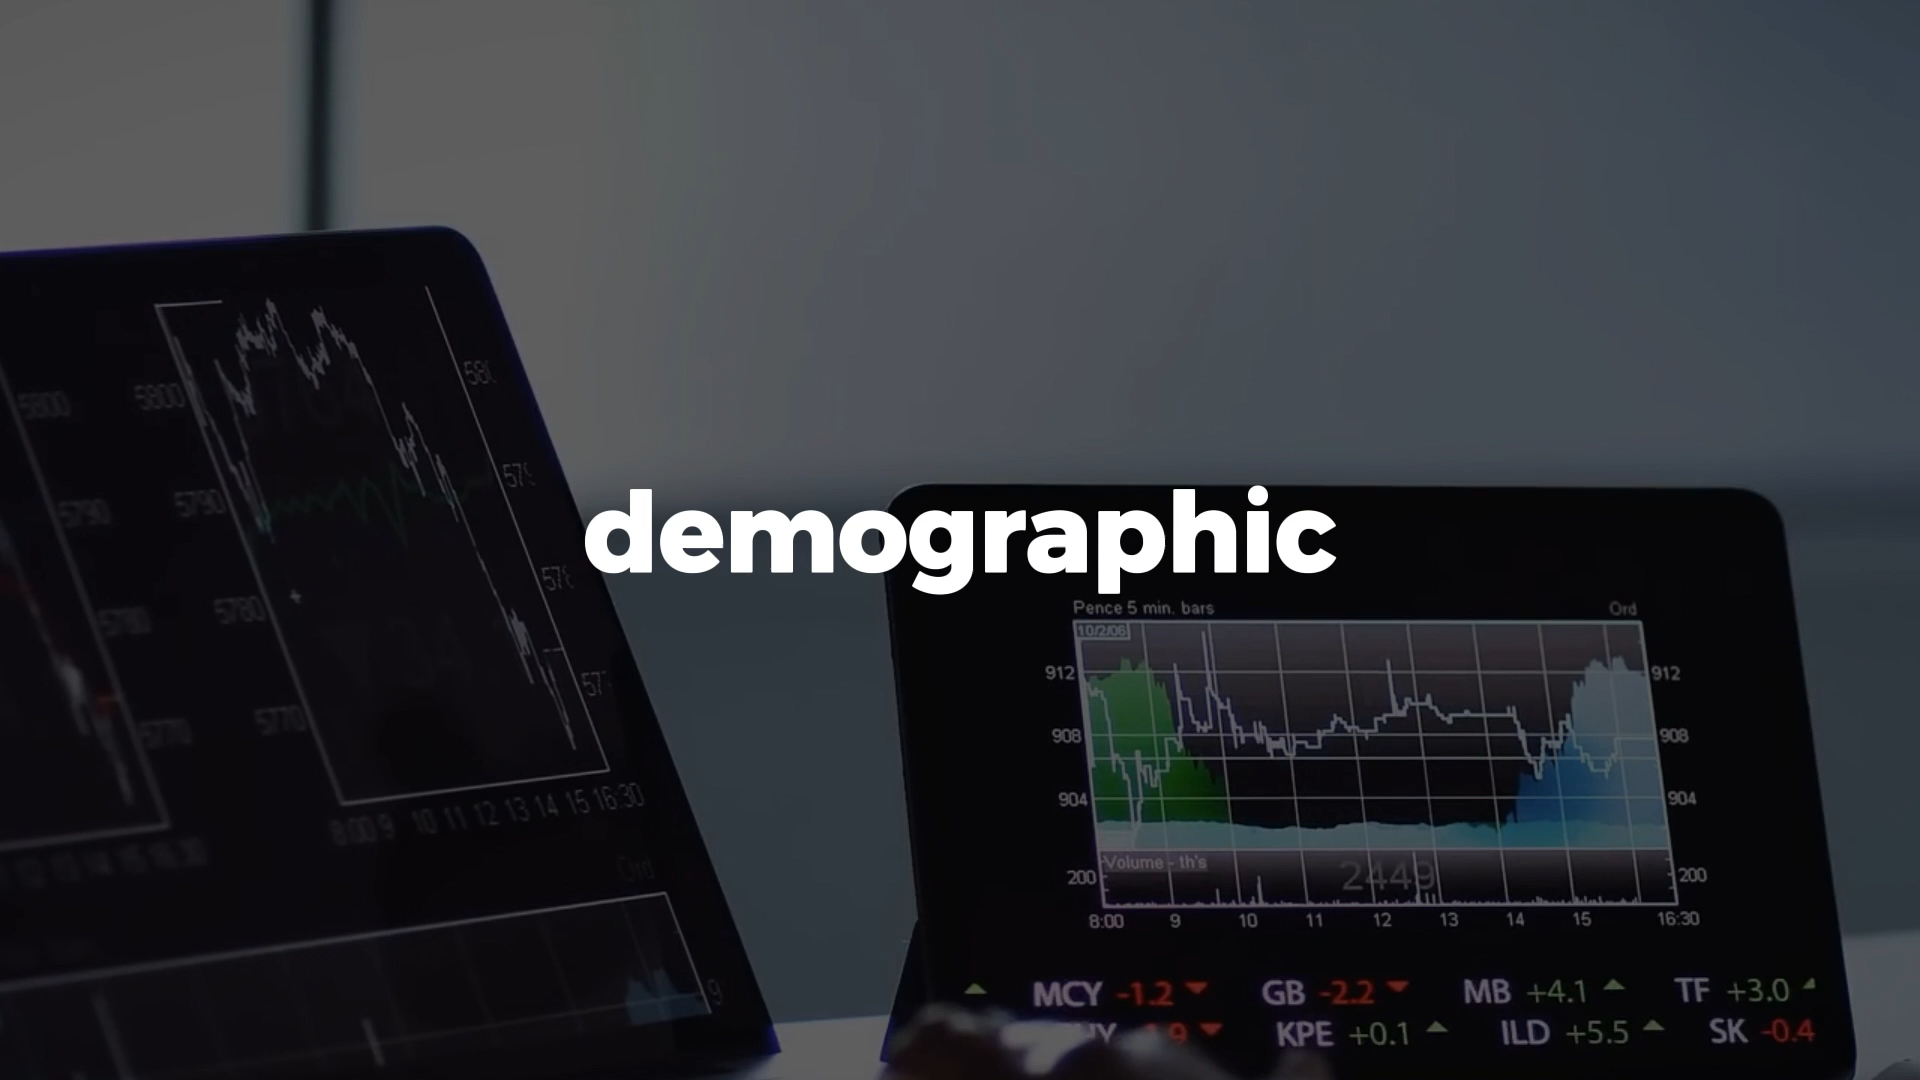 demographic
Pence 5 min. bars
Ord
10/2/06
912
912
908
908
904
904
Volume - th's
2449
200
200
8:00 9 10 11 12 13 14 15 16:30
MCY -1.2 GB -2.2 MB +4.1 TF +3.0
KPE +0.1 ILD +5.5 SK -0.4
5800 5800
5790 5790
5780 5780
5770 5770
8:00 9 10 11 12 13 14 15 16:30
Ord